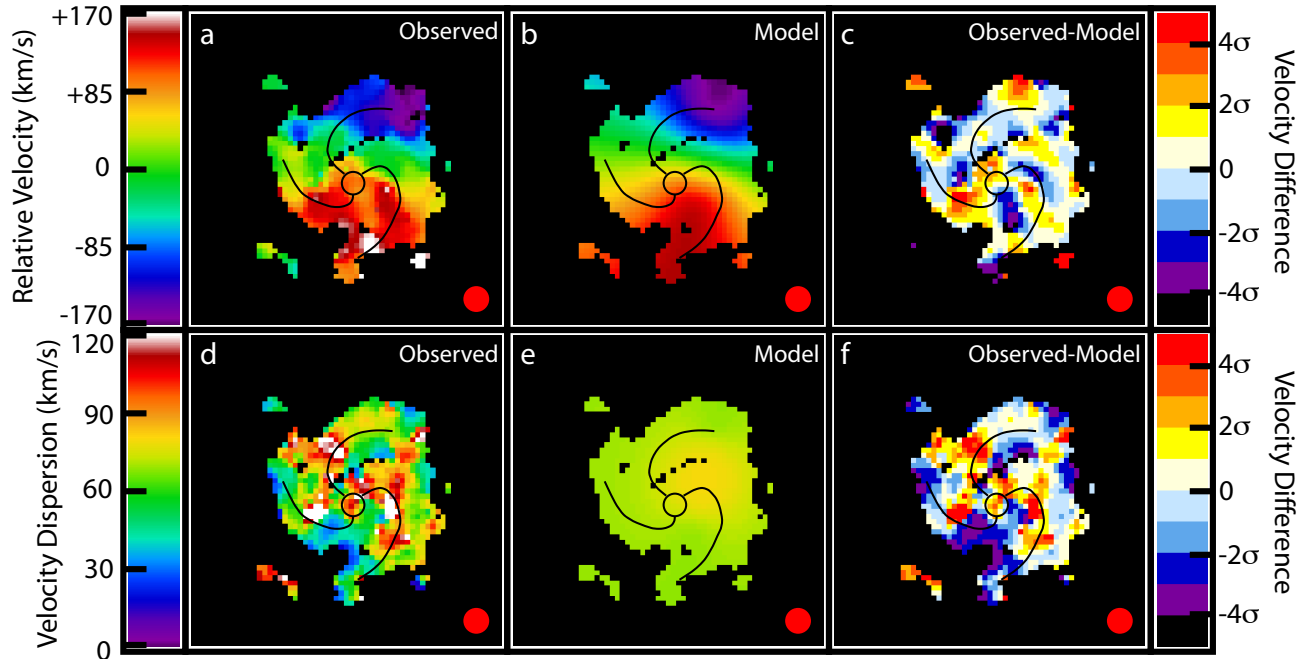 Relative Velocity (km/s)
+170
+85
0
-85
-170
a
Observed
b
Model
c
Observed-Model
4σ
2σ
0
-2σ
-4σ
Velocity Difference
Velocity Dispersion (km/s)
120
90
60
30
0
d
Observed
e
Model
f
Observed-Model
4σ
2σ
0
-2σ
-4σ
Velocity Difference